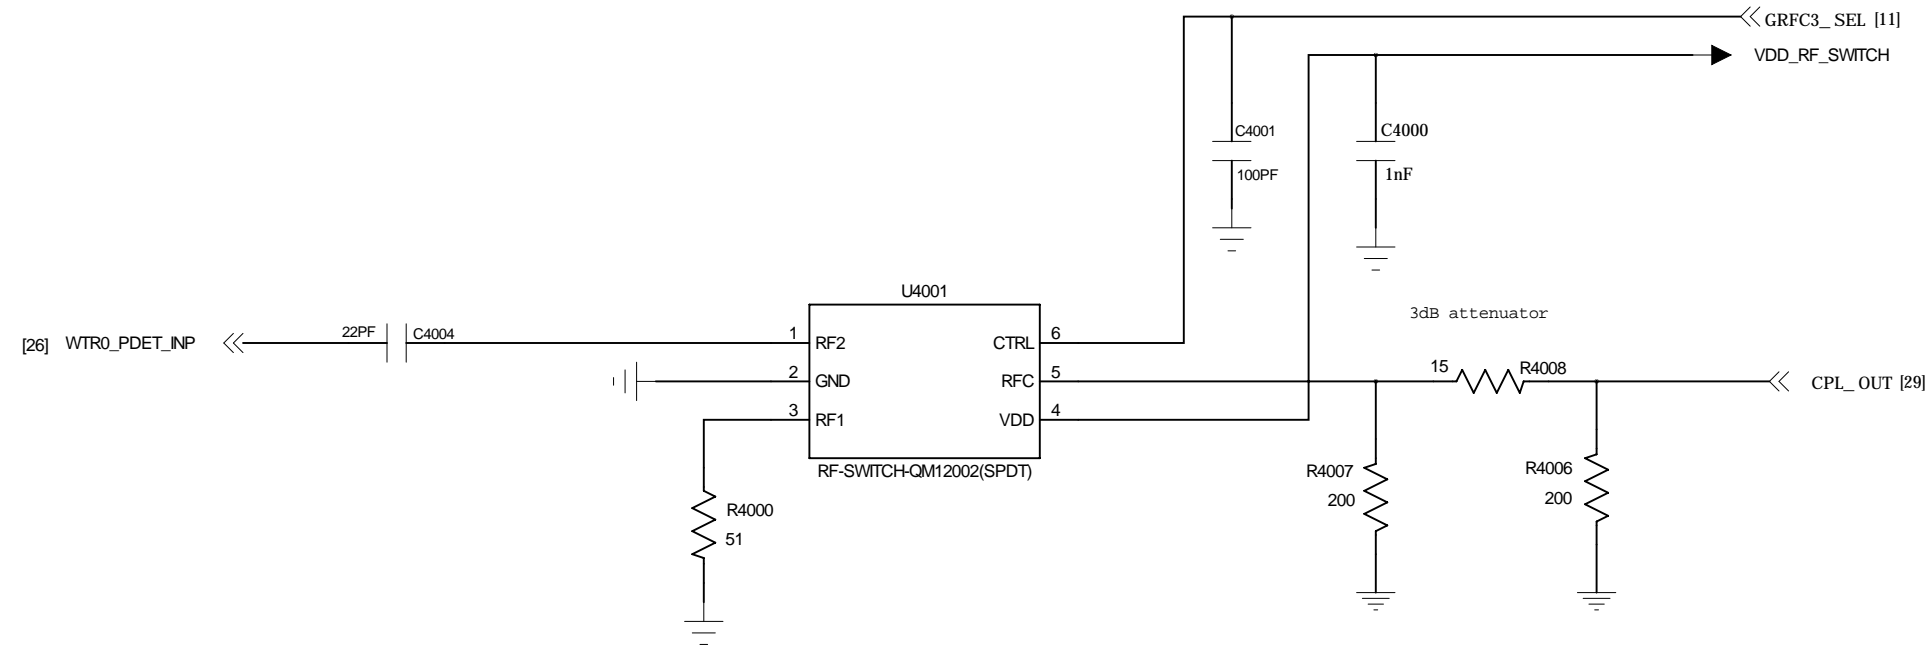 GRFC3_ SEL [11]
VDD_RF_SWITCH
C4001
100PF
C4000
1nF
U4001
3dB attenuator
[26] WTR0_PDET_INP
22PF
C4004
1
RF2
CTRL
6
2
GND
RFC
5
15
R4008
CPL_ OUT [29]
3
RF1
VDD
4
RF-SWITCH-QM12002(SPDT)
R4007
200
R4006
200
R4000
51